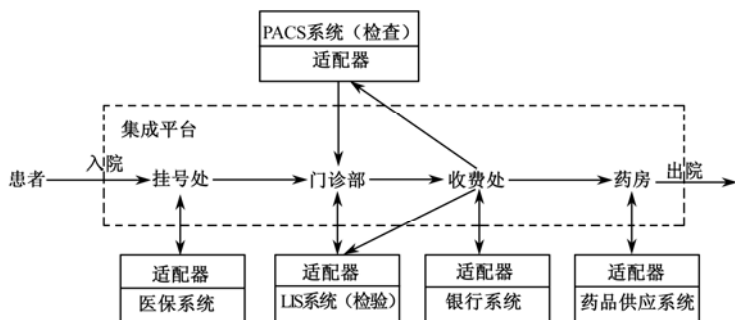 PACS系统（检查）
适配器
集成平台
患者
入院
挂号处
门诊部
收费处
药房
出院
适配器
医保系统
适配器
LIS系统（检验）
适配器
银行系统
适配器
药品供应系统